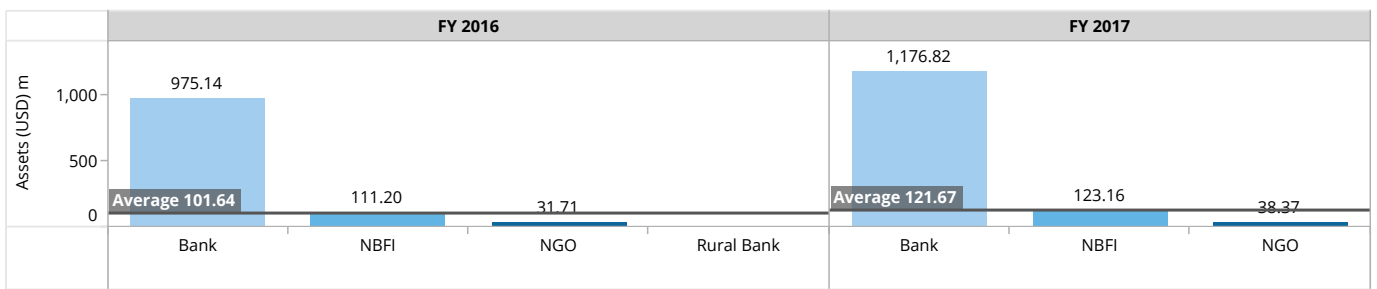 FY 2016
FY 2017
Assets (USD) m
1,000
500
0
975.14
111.20
31.71
Average 101.64
1,176.82
123.16
38.37
Average 121.67
Bank
NBFI
NGO
Rural Bank
Bank
NBFI
NGO